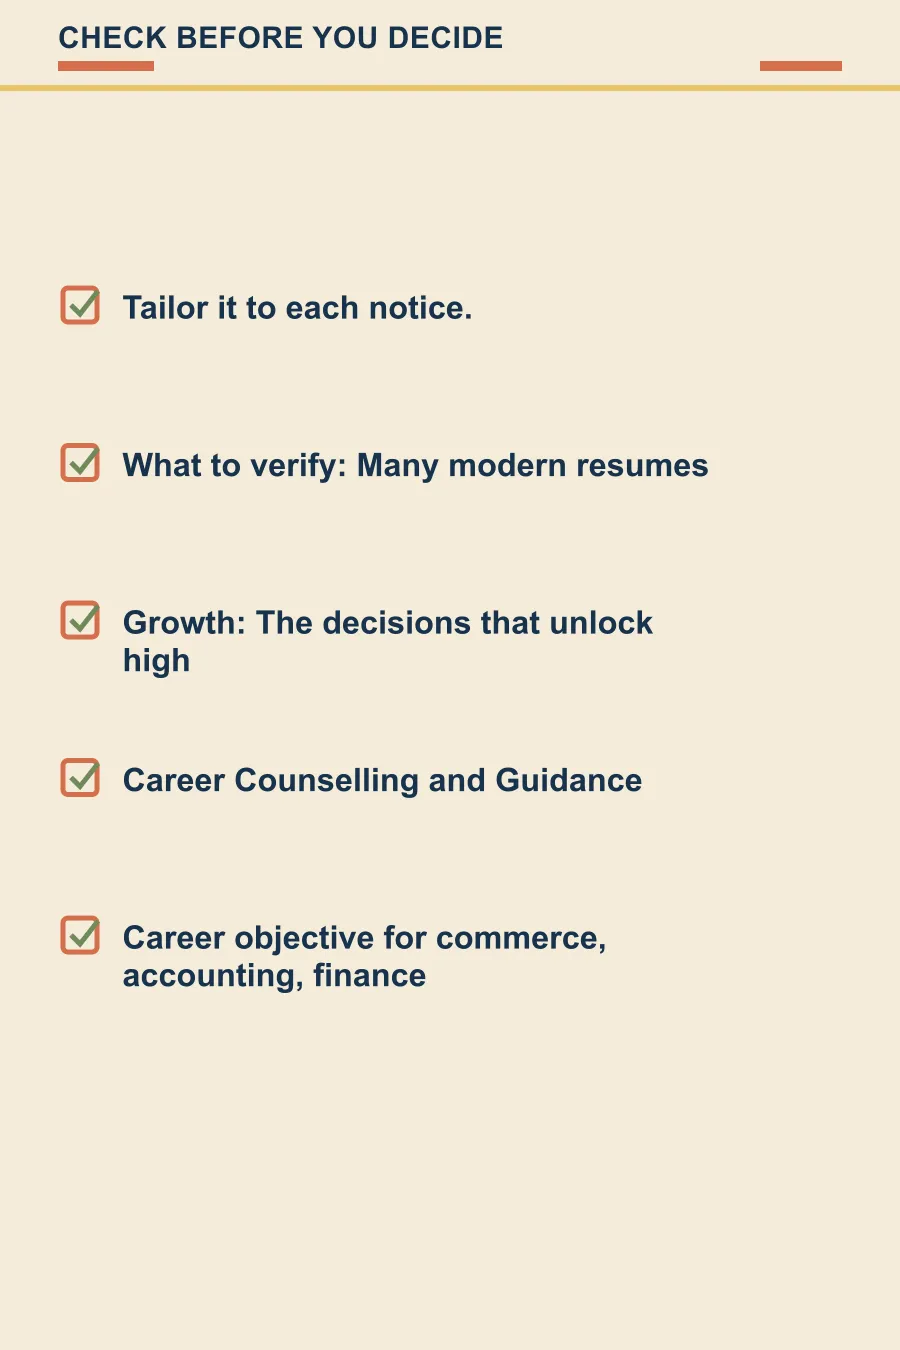 CHECK BEFORE YOU DECIDE
Tailor it to each notice.
What to verify: Many modern resumes
Growth: The decisions that unlock
high
Career Counselling and Guidance
Career objective for commerce,
accounting, finance